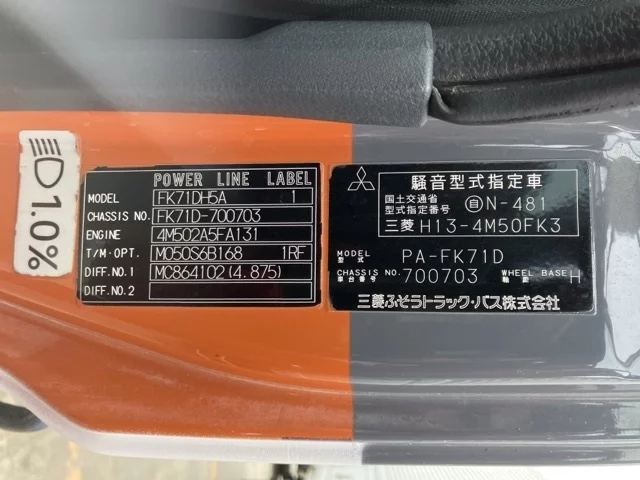 1.0%
POWER LINE LABEL
MODEL FK71DH5A 1
CHASSIS NO. FK71D-700703
ENGINE 4M502A5FA131
T/M·OPT. M050S6B168 1RF
DIFF.NO.1 MC864102(4.875)
DIFF.NO.2
騒音型式指定車
国土交通省
型式指定番号 自N-481
三菱 H13-4M50FK3
MODEL
型式 PA-FK71D
CHASSIS NO.
車台番号 700703 WHEEL BASE
軸距 H
三菱ふそうトラック・バス株式会社